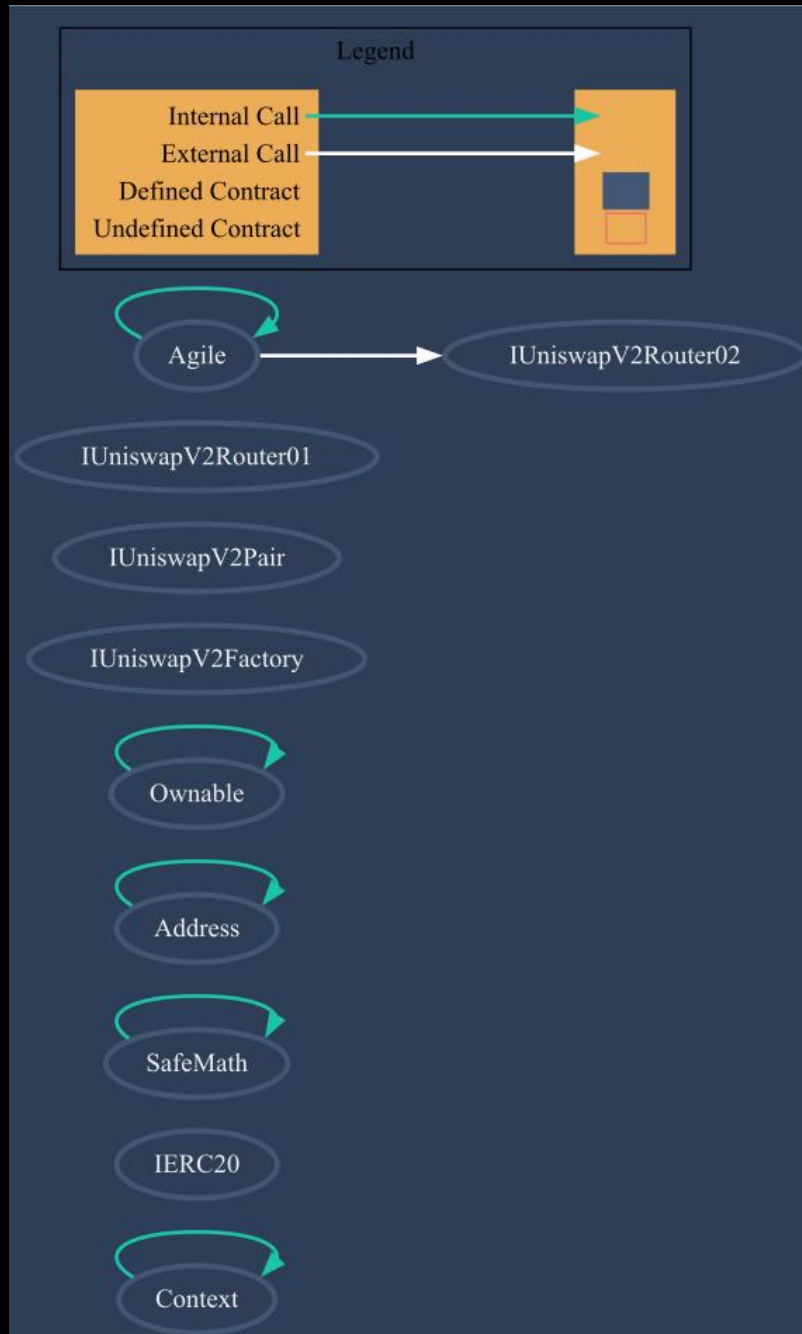 Legend
Internal Call
External Call
Defined Contract
Undefined Contract
Agile
IUniswapV2Router02
IUniswapV2Router01
IUniswapV2Pair
IUniswapV2Factory
Ownable
Address
SafeMath
IERC20
Context